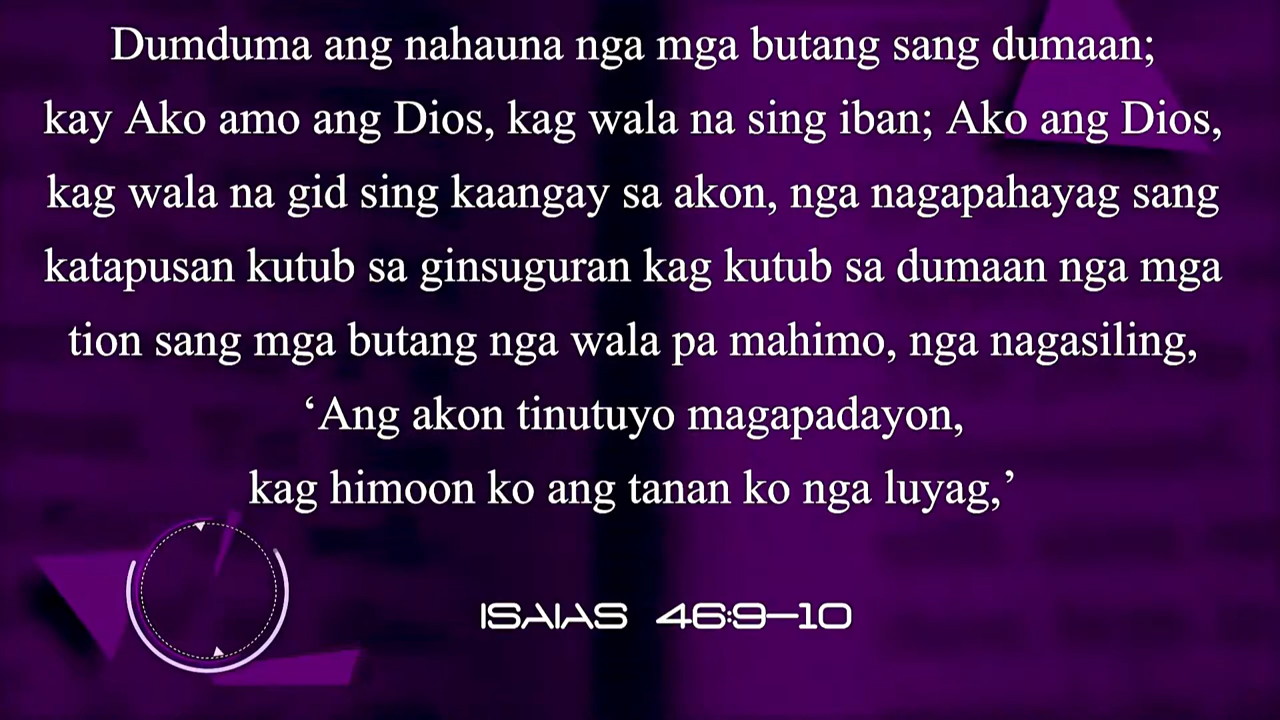 Dumduma ang nahauna nga mga butang sang dumaan;
kay Ako amo ang Dios, kag wala na sing iban; Ako ang Dios,
kag wala na gid sing kaangay sa akon, nga nagapahayag sang
katapusan kutub sa ginsuguran kag kutub sa dumaan nga mga
tion sang mga butang nga wala pa mahimo, nga nagasiling,
‘Ang akon tinutuyo magapadayon,
kag himoon ko ang tanan ko nga luyag,’
ISAIAS 46:9–10